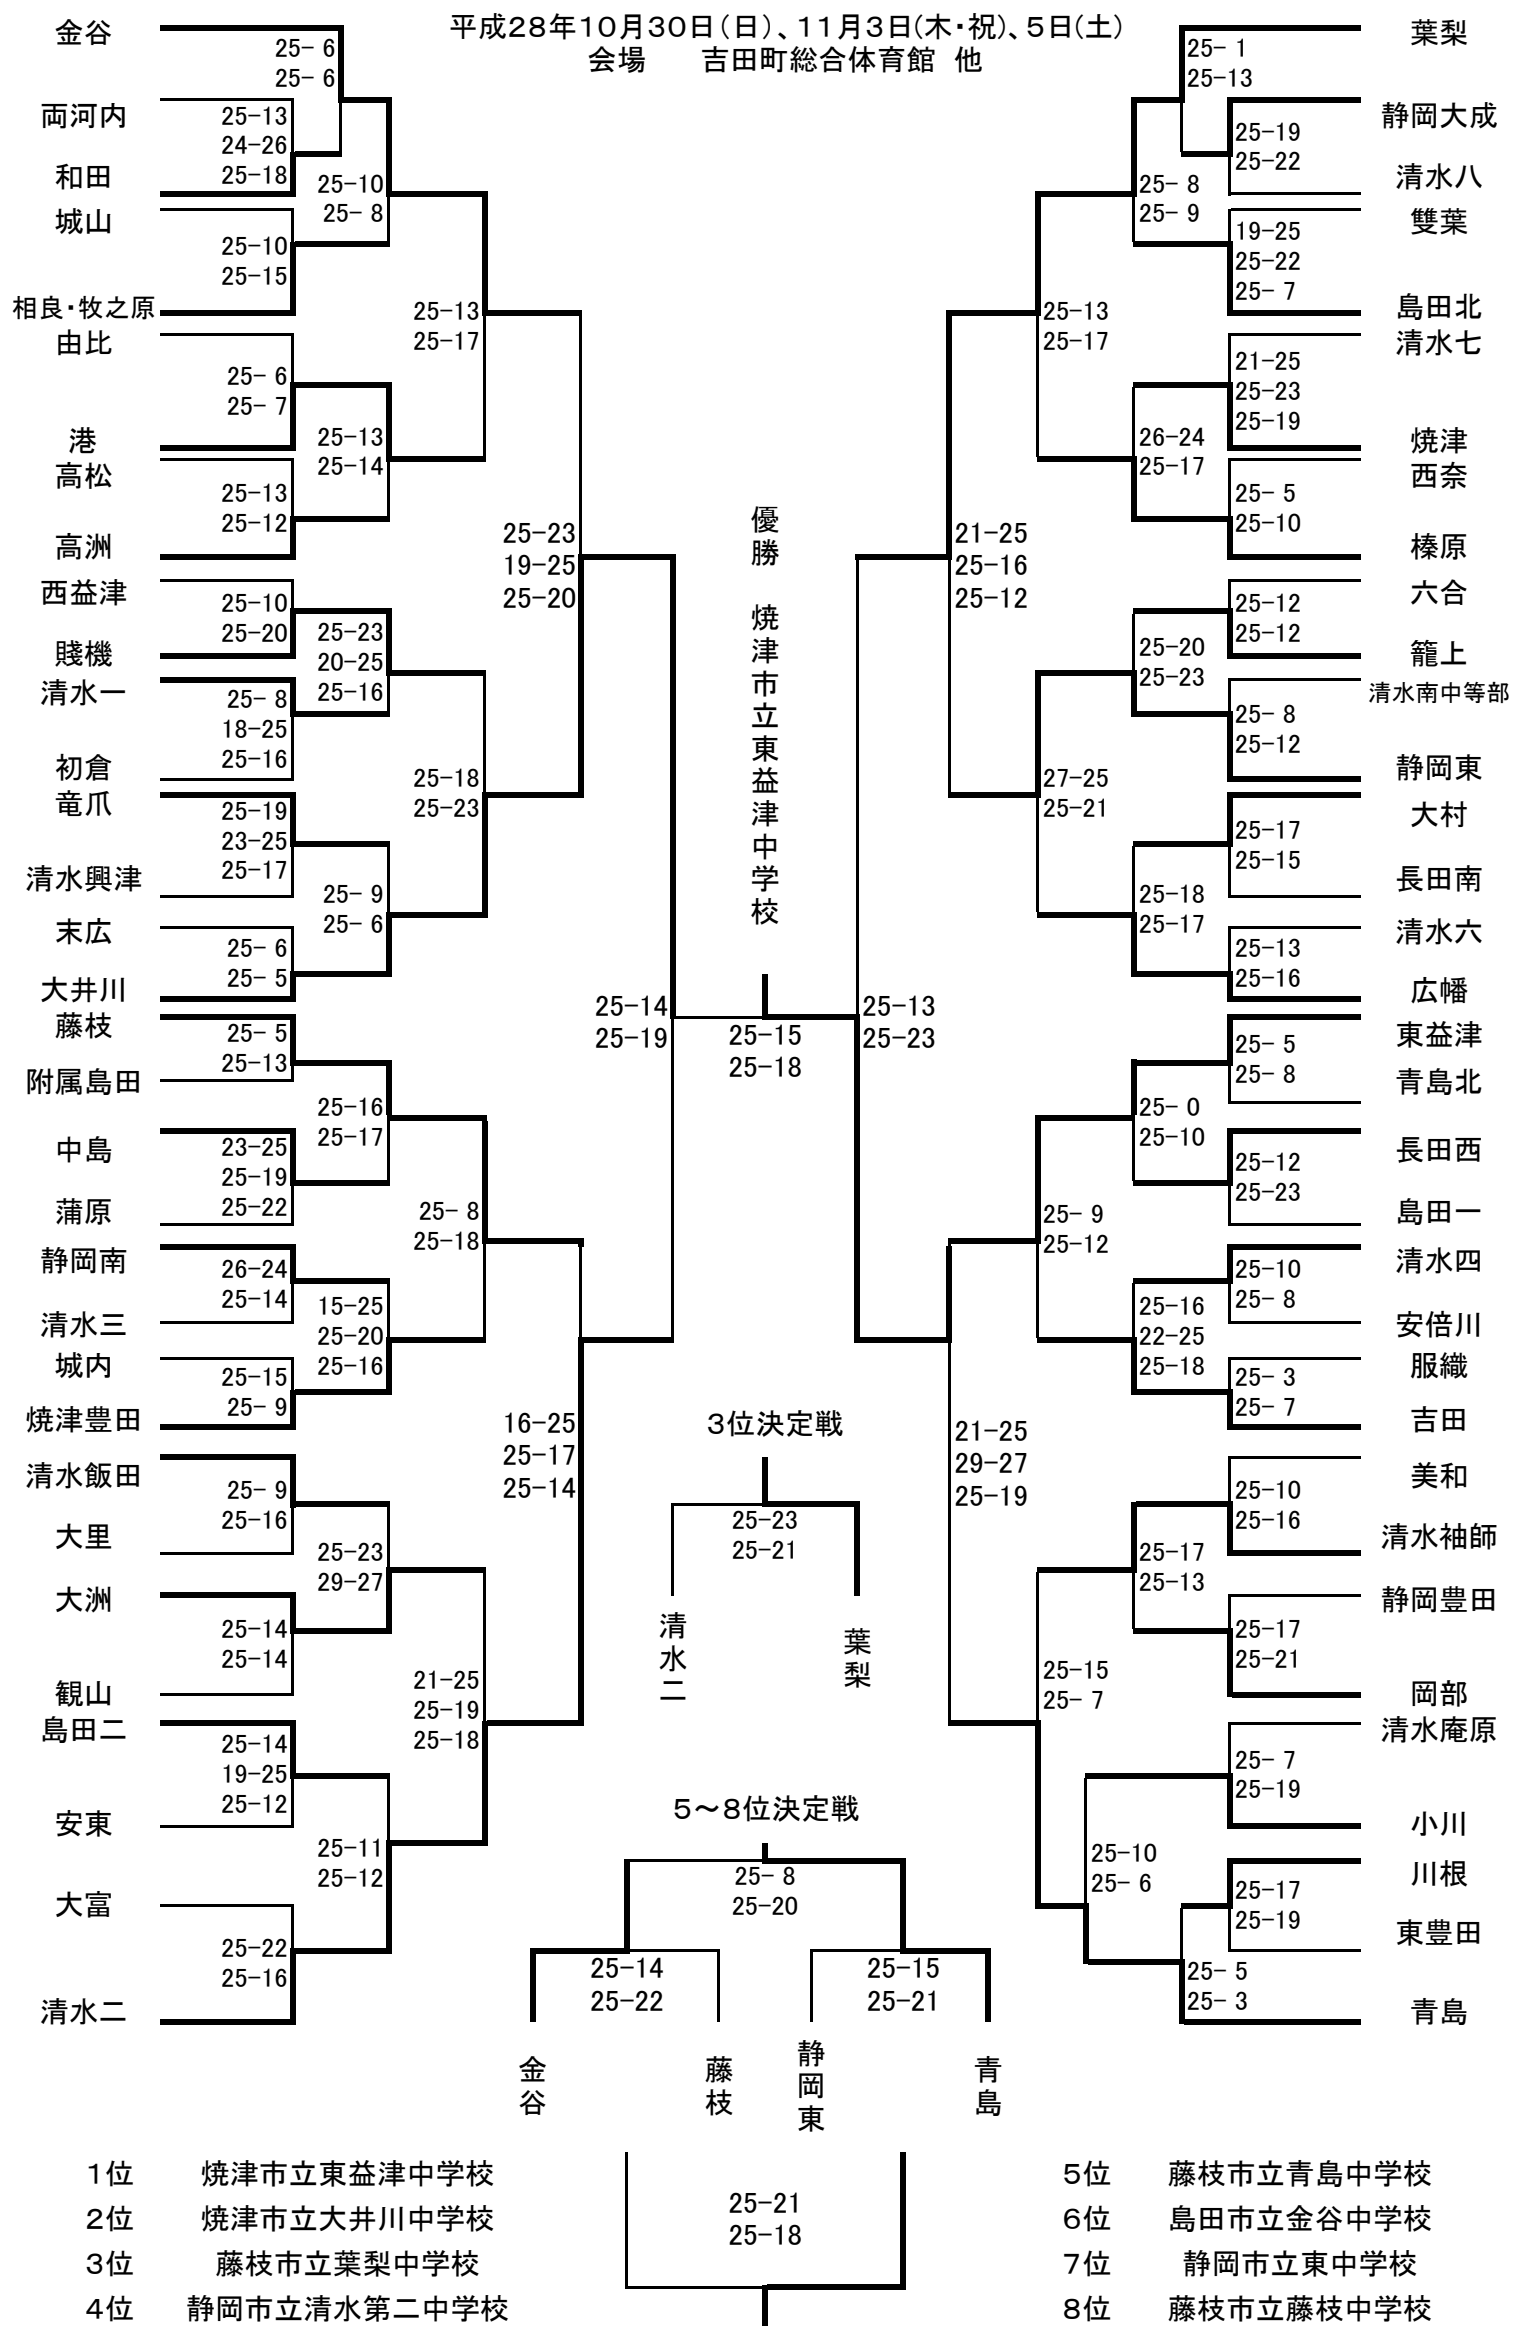 平成28年10月30日(日)、11月3日(木・祝)、5日(土)
会場　　吉田町総合体育館　他
金谷
25- 6
25- 6
両河内
25-13
24-26
25-18
和田
25-10
25- 8
城山
25-10
25-15
相良・牧之原
25-13
25-17
由比
25- 6
25- 7
港
25-13
25-14
高松
25-13
25-12
高洲
25-23
19-25
25-20
西益津
25-10
25-20
賤機
25-23
20-25
25-16
清水一
25- 8
18-25
25-16
初倉
25-18
25-23
竜爪
25-19
23-25
25-17
清水興津
25- 9
25- 6
末広
25- 6
25- 5
大井川
25-14
25-19
藤枝
25- 5
25-13
附属島田
25-16
25-17
中島
23-25
25-19
25-22
蒲原
25- 8
25-18
静岡南
26-24
25-14
清水三
15-25
25-20
25-16
城内
25-15
25- 9
焼津豊田
16-25
25-17
25-14
清水飯田
25- 9
25-16
大里
25-23
29-27
大洲
25-14
25-14
観山
21-25
25-19
25-18
島田二
25-14
19-25
25-12
安東
25-11
25-12
大富
25-22
25-16
清水二
優勝　焼津市立東益津中学校
25-15
25-18
葉梨
25- 1
25-13
静岡大成
25-19
25-22
清水八
25- 8
25- 9
雙葉
19-25
25-22
25- 7
島田北
25-13
25-17
清水七
21-25
25-23
25-19
焼津
26-24
25-17
西奈
25- 5
25-10
榛原
21-25
25-16
25-12
六合
25-12
25-12
籠上
25-20
25-23
清水南中等部
25- 8
25-12
静岡東
27-25
25-21
大村
25-17
25-15
長田南
25-18
25-17
清水六
25-13
25-16
広幡
25-13
25-23
東益津
25- 5
25- 8
青島北
25- 0
25-10
長田西
25-12
25-23
島田一
25- 9
25-12
清水四
25-10
25- 8
安倍川
25-16
22-25
25-18
服織
25- 3
25- 7
吉田
21-25
29-27
25-19
美和
25-10
25-16
清水袖師
25-17
25-13
静岡豊田
25-17
25-21
岡部
25-15
25- 7
清水庵原
25- 7
25-19
小川
25-10
25- 6
川根
25-17
25-19
東豊田
25- 5
25- 3
青島
3位決定戦
25-23
25-21
清水二
葉梨
5～8位決定戦
25- 8
25-20
25-14
25-22
25-15
25-21
金谷
藤枝
静岡東
青島
25-21
25-18
1位　焼津市立東益津中学校
2位　焼津市立大井川中学校
3位　藤枝市立葉梨中学校
4位　静岡市立清水第二中学校
5位　藤枝市立青島中学校
6位　島田市立金谷中学校
7位　静岡市立東中学校
8位　藤枝市立藤枝中学校